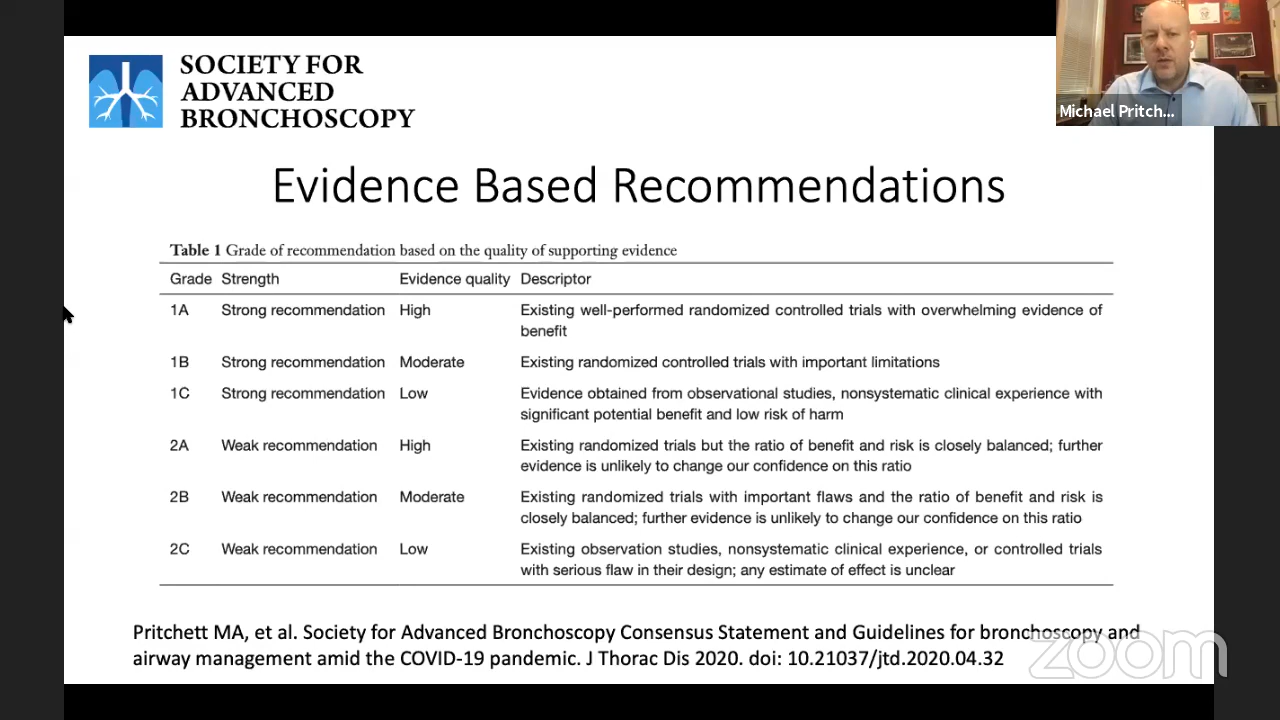 SOCIETY FOR
ADVANCED
BRONCHOSCOPY
Michael Pritch...
Evidence Based Recommendations
Table 1 Grade of recommendation based on the quality of supporting evidence
Grade Strength Evidence quality Descriptor
1A Strong recommendation High Existing well-performed randomized controlled trials with overwhelming evidence of
benefit
1B Strong recommendation Moderate Existing randomized controlled trials with important limitations
1C Strong recommendation Low Evidence obtained from observational studies, nonsystematic clinical experience with
significant potential benefit and low risk of harm
2A Weak recommendation High Existing randomized trials but the ratio of benefit and risk is closely balanced; further
evidence is unlikely to change our confidence on this ratio
2B Weak recommendation Moderate Existing randomized trials with important flaws and the ratio of benefit and risk is
closely balanced; further evidence is unlikely to change our confidence on this ratio
2C Weak recommendation Low Existing observation studies, nonsystematic clinical experience, or controlled trials
with serious flaw in their design; any estimate of effect is unclear
Pritchett MA, et al. Society for Advanced Bronchoscopy Consensus Statement and Guidelines for bronchoscopy and
airway management amid the COVID-19 pandemic. J Thorac Dis 2020. doi: 10.21037/jtd.2020.04.32
zoom